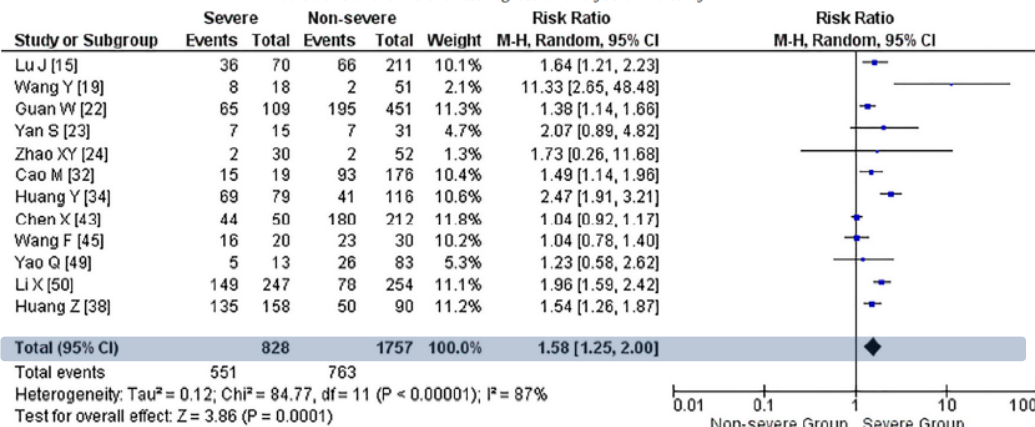 Severe Non-severe Risk Ratio Risk Ratio
Study or Subgroup Events Total Events Total Weight M-H, Random, 95% CI M-H, Random, 95% CI
Lu J [15] 36 70 66 211 10.1% 1.64 [1.21, 2.23]
Wang Y [19] 8 18 2 51 2.1% 11.33 [2.65, 48.48]
Guan W [22] 65 109 195 451 11.3% 1.38 [1.14, 1.66]
Yan S [23] 7 15 7 31 4.7% 2.07 [0.89, 4.82]
Zhao XY [24] 2 30 2 52 1.3% 1.73 [0.26, 11.68]
Cao M [32] 15 19 93 176 10.4% 1.49 [1.14, 1.96]
Huang Y [34] 69 79 41 116 10.6% 2.47 [1.91, 3.21]
Chen X [43] 44 50 180 212 11.8% 1.04 [0.92, 1.17]
Wang F [45] 16 20 23 30 10.2% 1.04 [0.78, 1.40]
Yao Q [49] 5 13 26 83 5.3% 1.23 [0.58, 2.62]
Li X [50] 149 247 78 254 11.1% 1.96 [1.59, 2.42]
Huang Z [38] 135 158 50 90 11.2% 1.54 [1.26, 1.87]
Total (95% CI) 828 1757 100.0% 1.58 [1.25, 2.00]
Total events 551 763
Heterogeneity: Tau² = 0.12; Chi² = 84.77, df = 11 (P < 0.00001); I² = 87%
Test for overall effect: Z = 3.86 (P = 0.0001)
0.01 0.1 1 10 100
Non-severe Group Severe Group